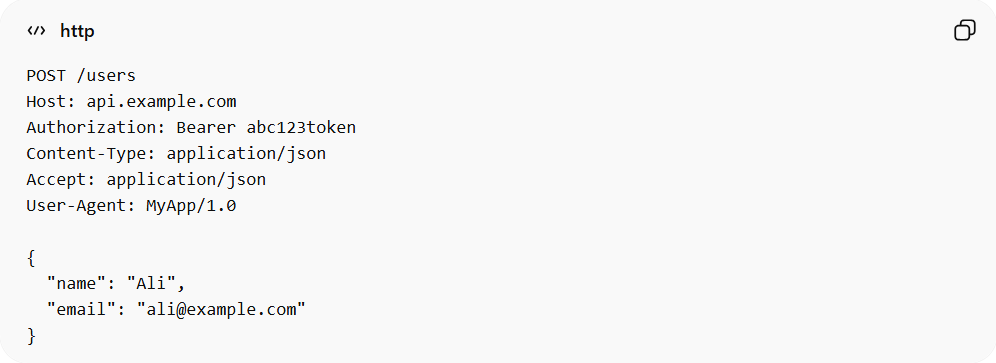 http
POST /users
Host: api.example.com
Authorization: Bearer abc123token
Content-Type: application/json
Accept: application/json
User-Agent: MyApp/1.0

{
  "name": "Ali",
  "email": "ali@example.com"
}